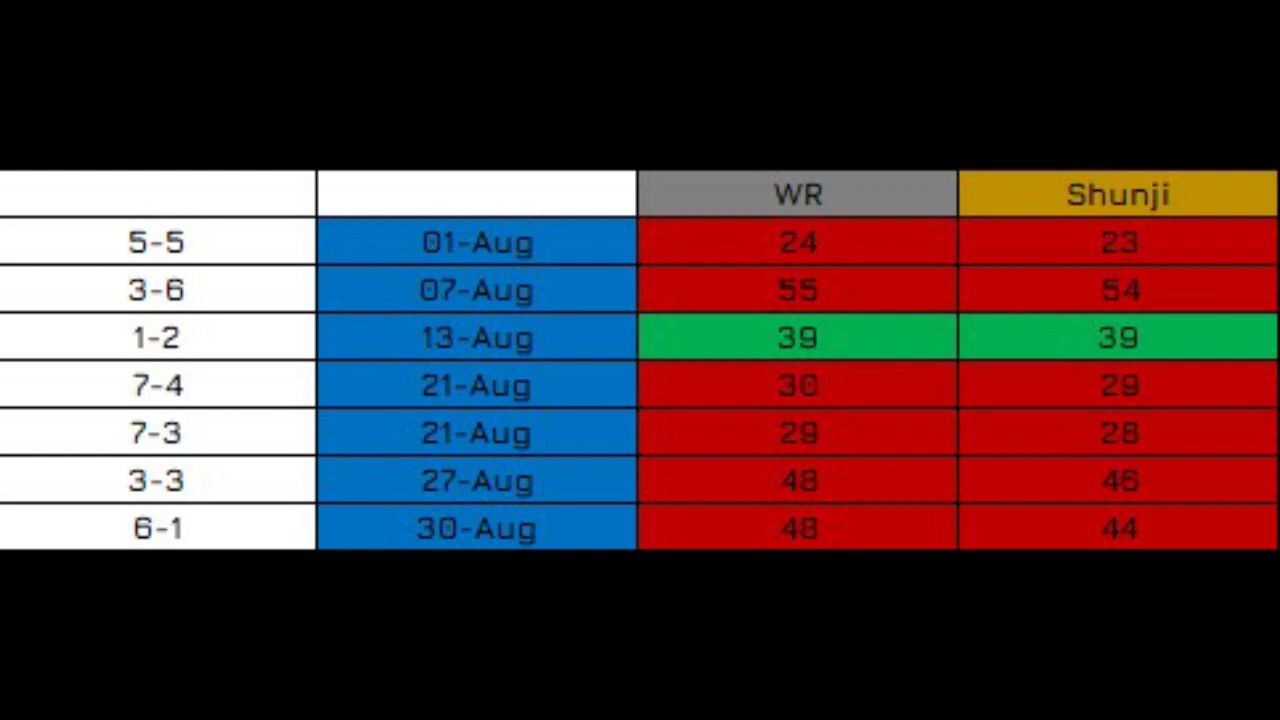 WR Shunji
5-5 01-Aug 24 23
3-6 07-Aug 55 54
1-2 13-Aug 39 39
7-4 21-Aug 30 29
7-3 21-Aug 29 28
3-3 27-Aug 48 46
6-1 30-Aug 48 44